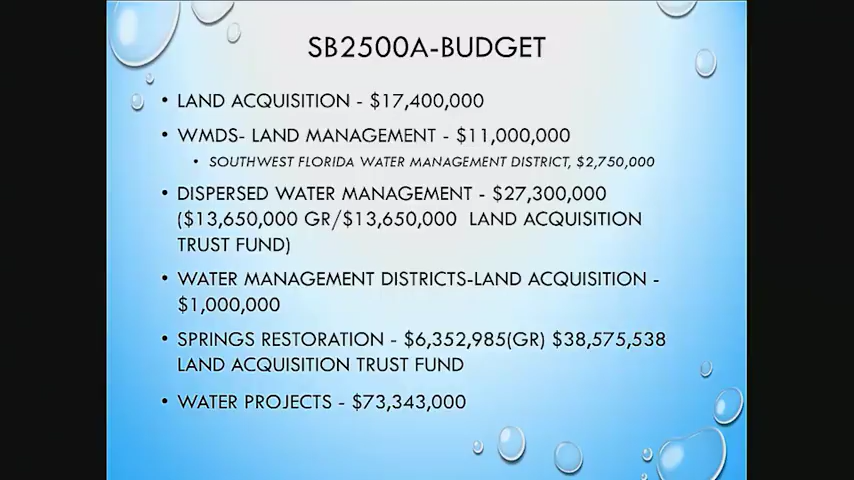 SB2500A-BUDGET
• LAND ACQUISITION - $17,400,000
• WMDS- LAND MANAGEMENT - $11,000,000
• SOUTHWEST FLORIDA WATER MANAGEMENT DISTRICT, $2,750,000
• DISPERSED WATER MANAGEMENT - $27,300,000
($13,650,000 GR/$13,650,000 LAND ACQUISITION
TRUST FUND)
• WATER MANAGEMENT DISTRICTS-LAND ACQUISITION -
$1,000,000
• SPRINGS RESTORATION - $6,352,985(GR) $38,575,538
LAND ACQUISITION TRUST FUND
• WATER PROJECTS - $73,343,000